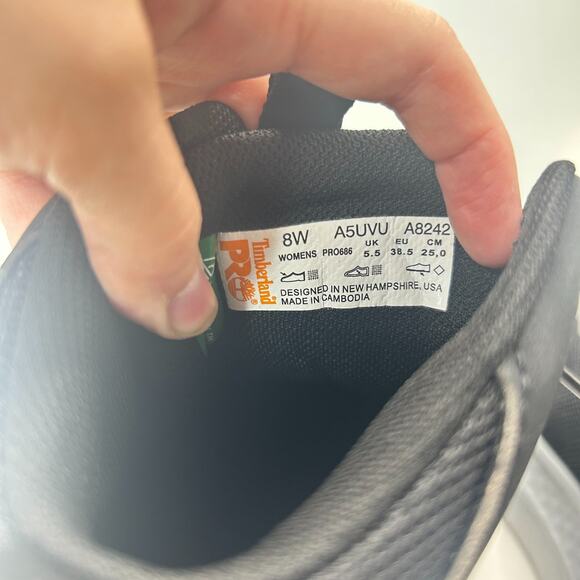 Timberland
PRO®
8W A5UVU A8242
WOMENS PRO686 UK EU CM
5.5 38.5 25,0
DESIGNED IN NEW HAMPSHIRE, USA
MADE IN CAMBODIA